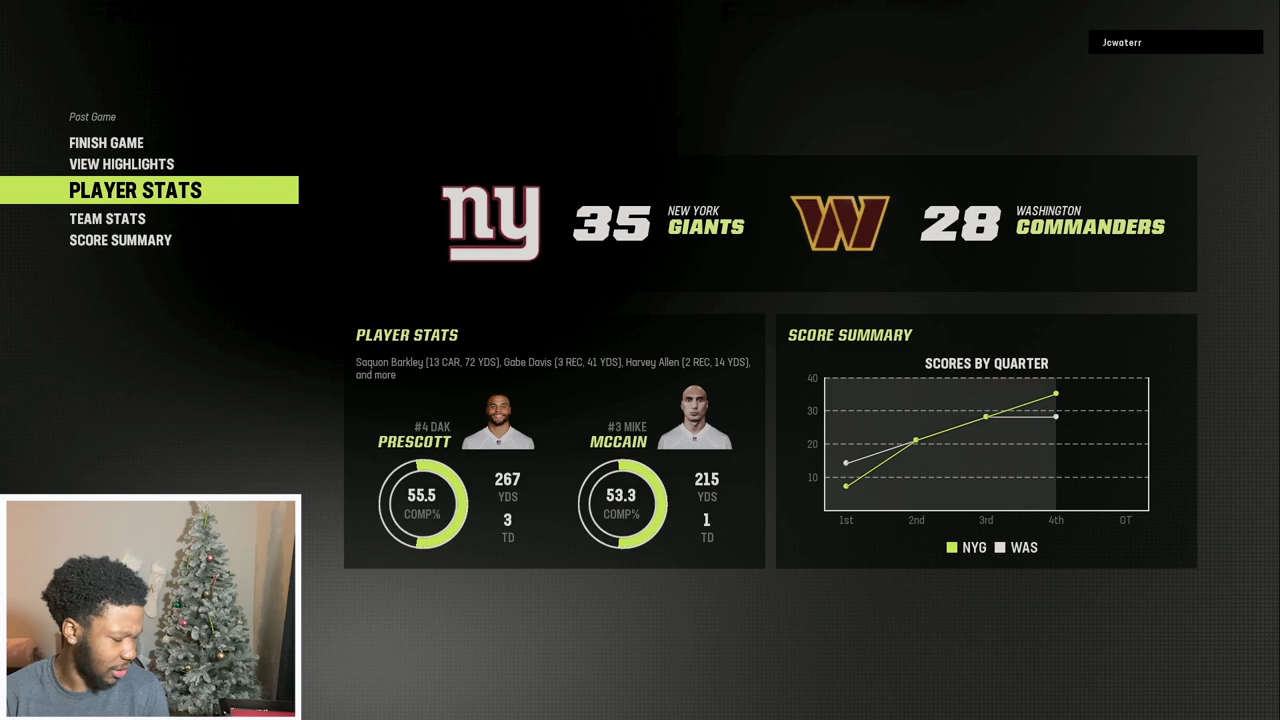 Jcwaterr
Post Game
FINISH GAME
VIEW HIGHLIGHTS
PLAYER STATS
TEAM STATS
SCORE SUMMARY
ny 35 NEW YORK GIANTS
W 28 WASHINGTON COMMANDERS
PLAYER STATS
Saquon Barkley (13 CAR, 72 YDS), Gabe Davis (3 REC, 41 YDS), Harvey Allen (2 REC, 14 YDS),
and more
#4 DAK
PRESCOTT
55.5
COMP%
267
YDS
3
TD
#3 MIKE
MCCAIN
53.3
COMP%
215
YDS
1
TD
SCORE SUMMARY
SCORES BY QUARTER
40
30
20
10
1st 2nd 3rd 4th OT
NYG WAS